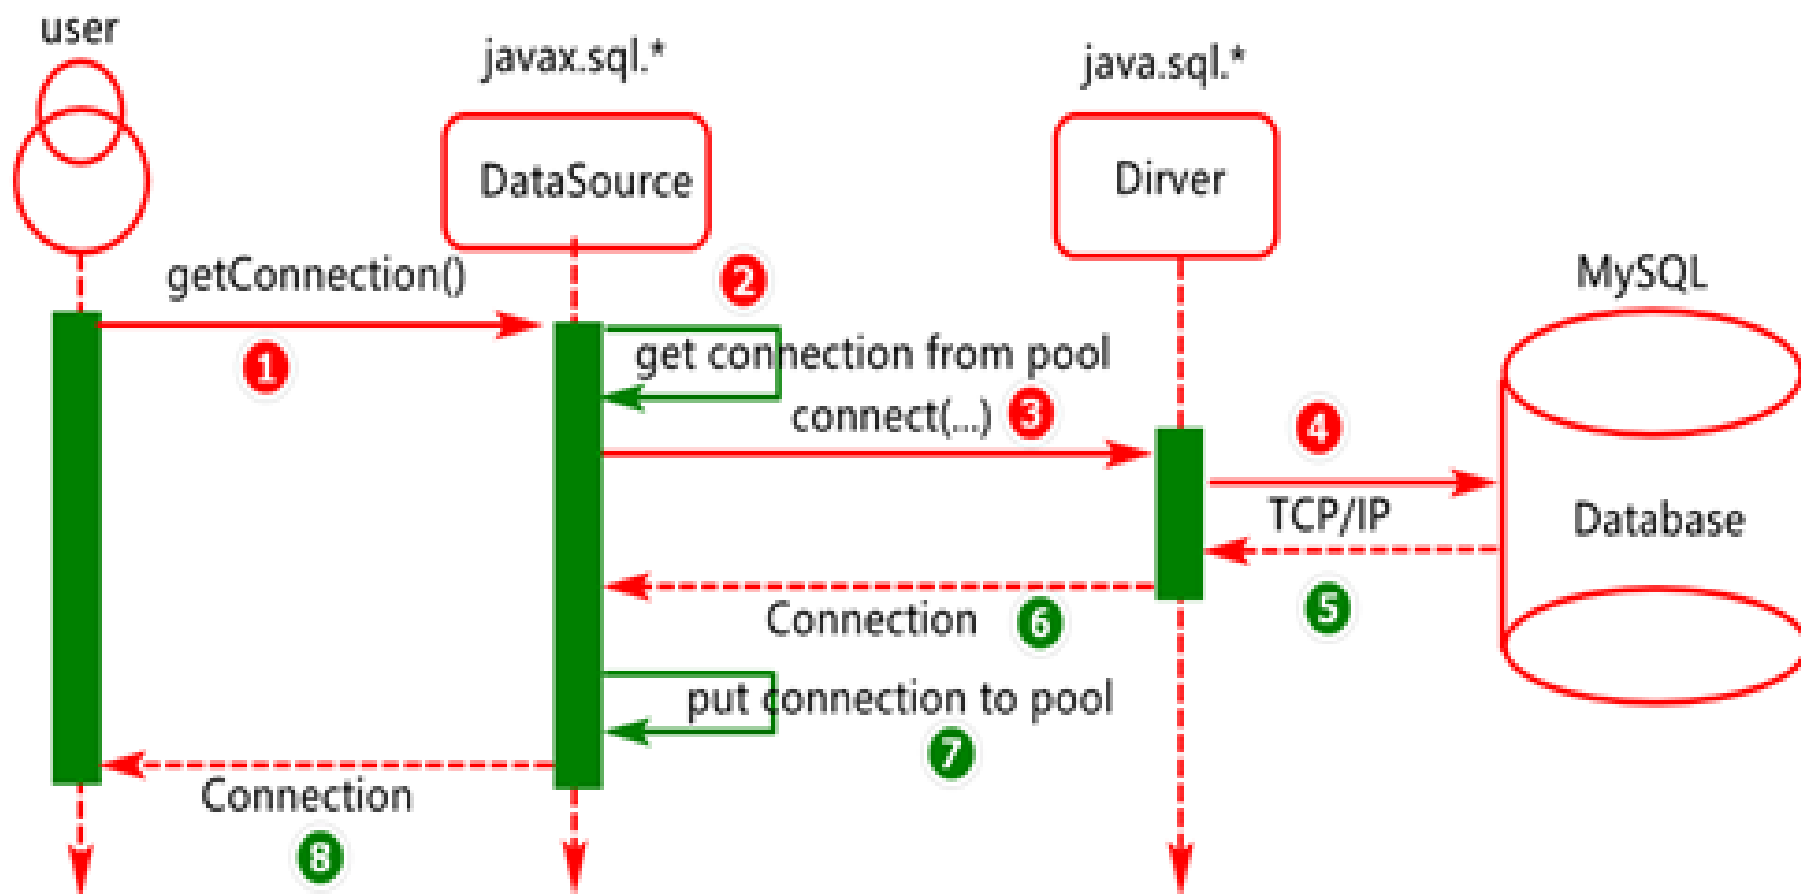 user
javax.sql.*
java.sql.*
DataSource
Dirver
getConnection()
2
MySQL
1
get connection from pool
connect(...)
3
4
TCP/IP
Database
Connection
6
5
put connection to pool
7
Connection
8